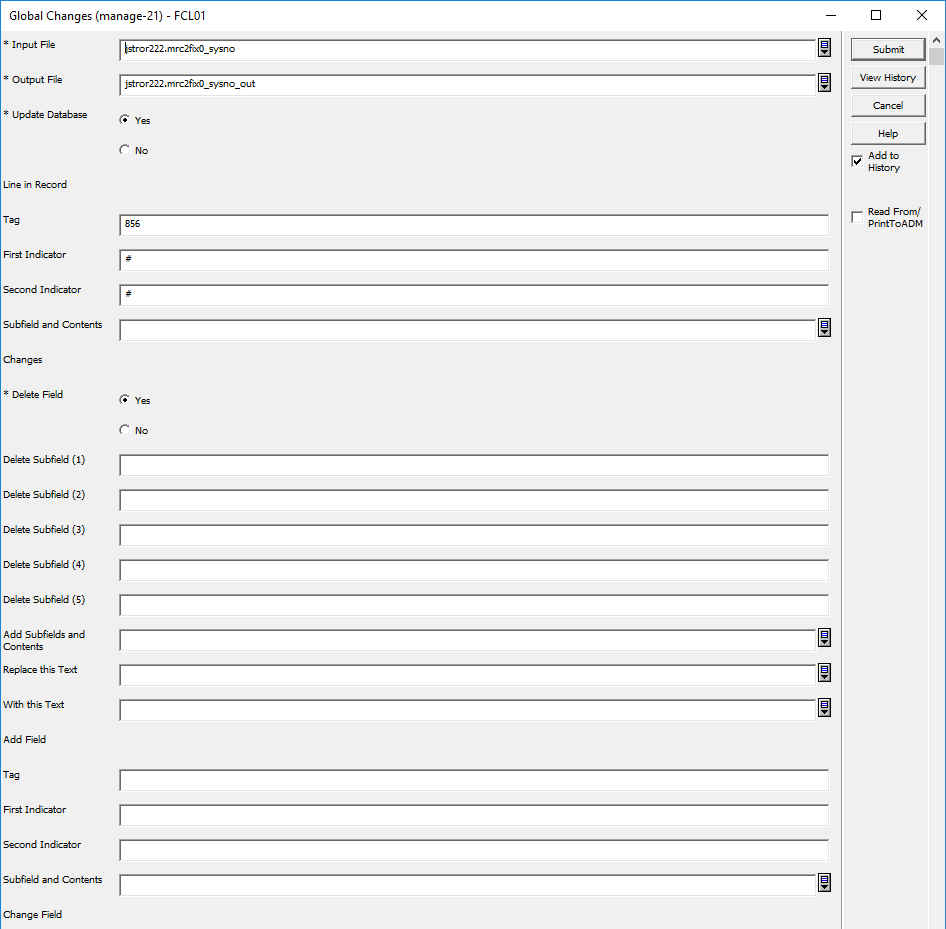 Global Changes (manage-21) - FCL01
* Input File
jstror222.mrc2fix0_sysno
Submit
* Output File
jstror222.mrc2fix0_sysno_out
View History
* Update Database
Yes
Cancel
No
Help
Add to
History
Line in Record
Tag
856
Read From/
PrintToADM
First Indicator
#
Second Indicator
#
Subfield and Contents
Changes
* Delete Field
Yes
No
Delete Subfield (1)
Delete Subfield (2)
Delete Subfield (3)
Delete Subfield (4)
Delete Subfield (5)
Add Subfields and
Contents
Replace this Text
With this Text
Add Field
Tag
First Indicator
Second Indicator
Subfield and Contents
Change Field